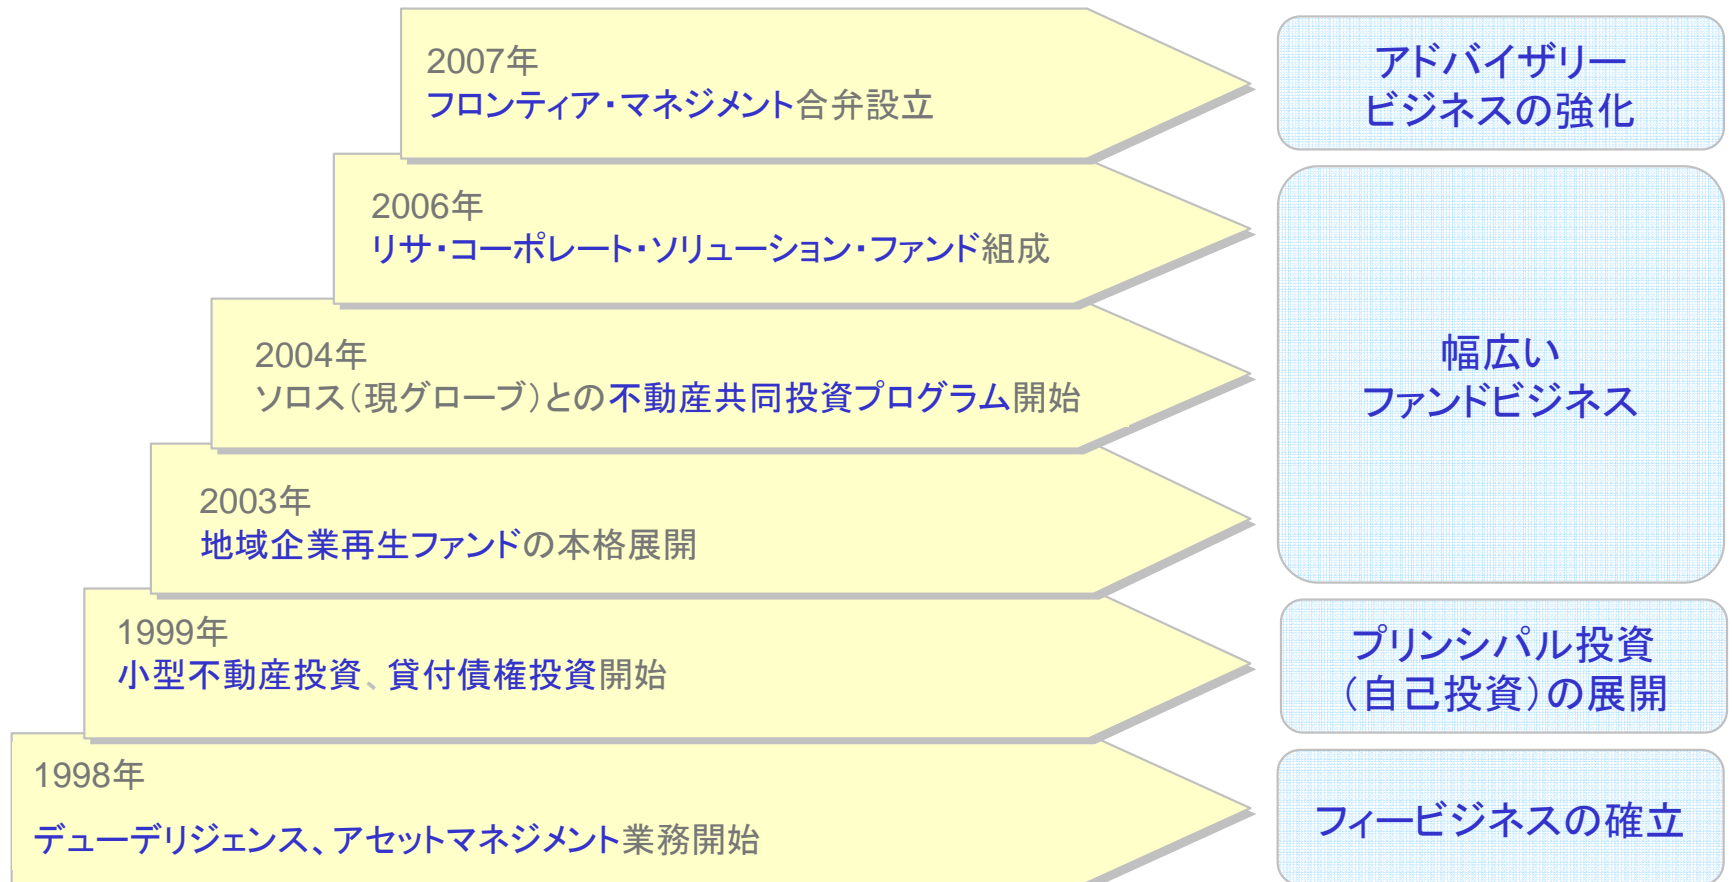 2007年
フロンティア・マネジメント合弁設立
アドバイザリー
ビジネスの強化
2006年
リサ・コーポレート・ソリューション・ファンド組成
2004年
ソロス(現グローブ)との不動産共同投資プログラム開始
2003年
地域企業再生ファンドの本格展開
幅広い
ファンドビジネス
1999年
小型不動産投資、貸付債権投資開始
プリンシパル投資
(自己投資)の展開
1998年
デューデリジェンス、アセットマネジメント業務開始
フィービジネスの確立